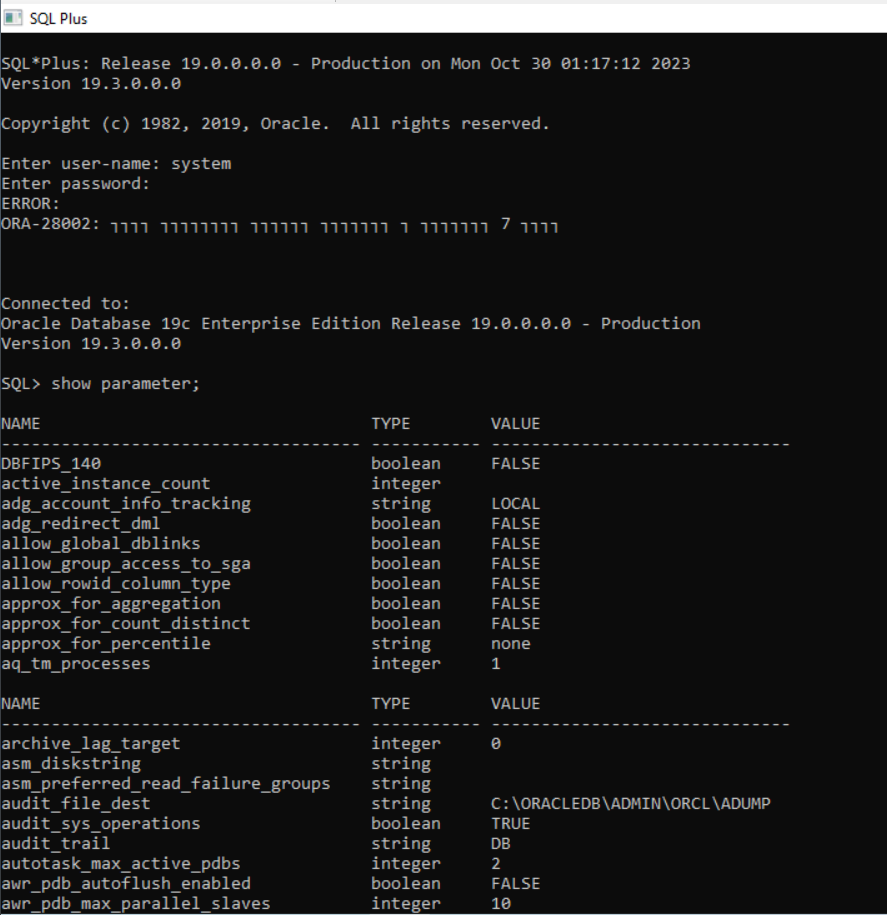 SQL Plus
SQL*Plus: Release 19.0.0.0.0 - Production on Mon Oct 30 01:17:12 2023
Version 19.3.0.0.0
Copyright (c) 1982, 2019, Oracle.  All rights reserved.
Enter user-name: system
Enter password:
ERROR:
ORA-28002: ┐┐┐┐ ┐┐┐┐┐┐┐┐ ┐┐┐┐┐┐ ┐┐┐┐┐┐┐ ┐ ┐┐┐┐┐┐┐ 7 ┐┐┐┐
Connected to:
Oracle Database 19c Enterprise Edition Release 19.0.0.0.0 - Production
Version 19.3.0.0.0
SQL> show parameter;
NAME                                 TYPE        VALUE
------------------------------------ ----------- ------------------------------
DBFIPS_140                           boolean     FALSE
active_instance_count                integer
adg_account_info_tracking            string      LOCAL
adg_redirect_dml                     boolean     FALSE
allow_global_dblinks                 boolean     FALSE
allow_group_access_to_sga            boolean     FALSE
allow_rowid_column_type              boolean     FALSE
approx_for_aggregation               boolean     FALSE
approx_for_count_distinct            boolean     FALSE
approx_for_percentile                string      none
aq_tm_processes                      integer     1
NAME                                 TYPE        VALUE
------------------------------------ ----------- ------------------------------
archive_lag_target                   integer     0
asm_diskstring                       string
asm_preferred_read_failure_groups    string
audit_file_dest                      string      C:\ORACLEDB\ADMIN\ORCL\ADUMP
audit_sys_operations                 boolean     TRUE
audit_trail                          string      DB
autotask_max_active_pdbs             integer     2
awr_pdb_autoflush_enabled            boolean     FALSE
awr_pdb_max_parallel_slaves          integer     10